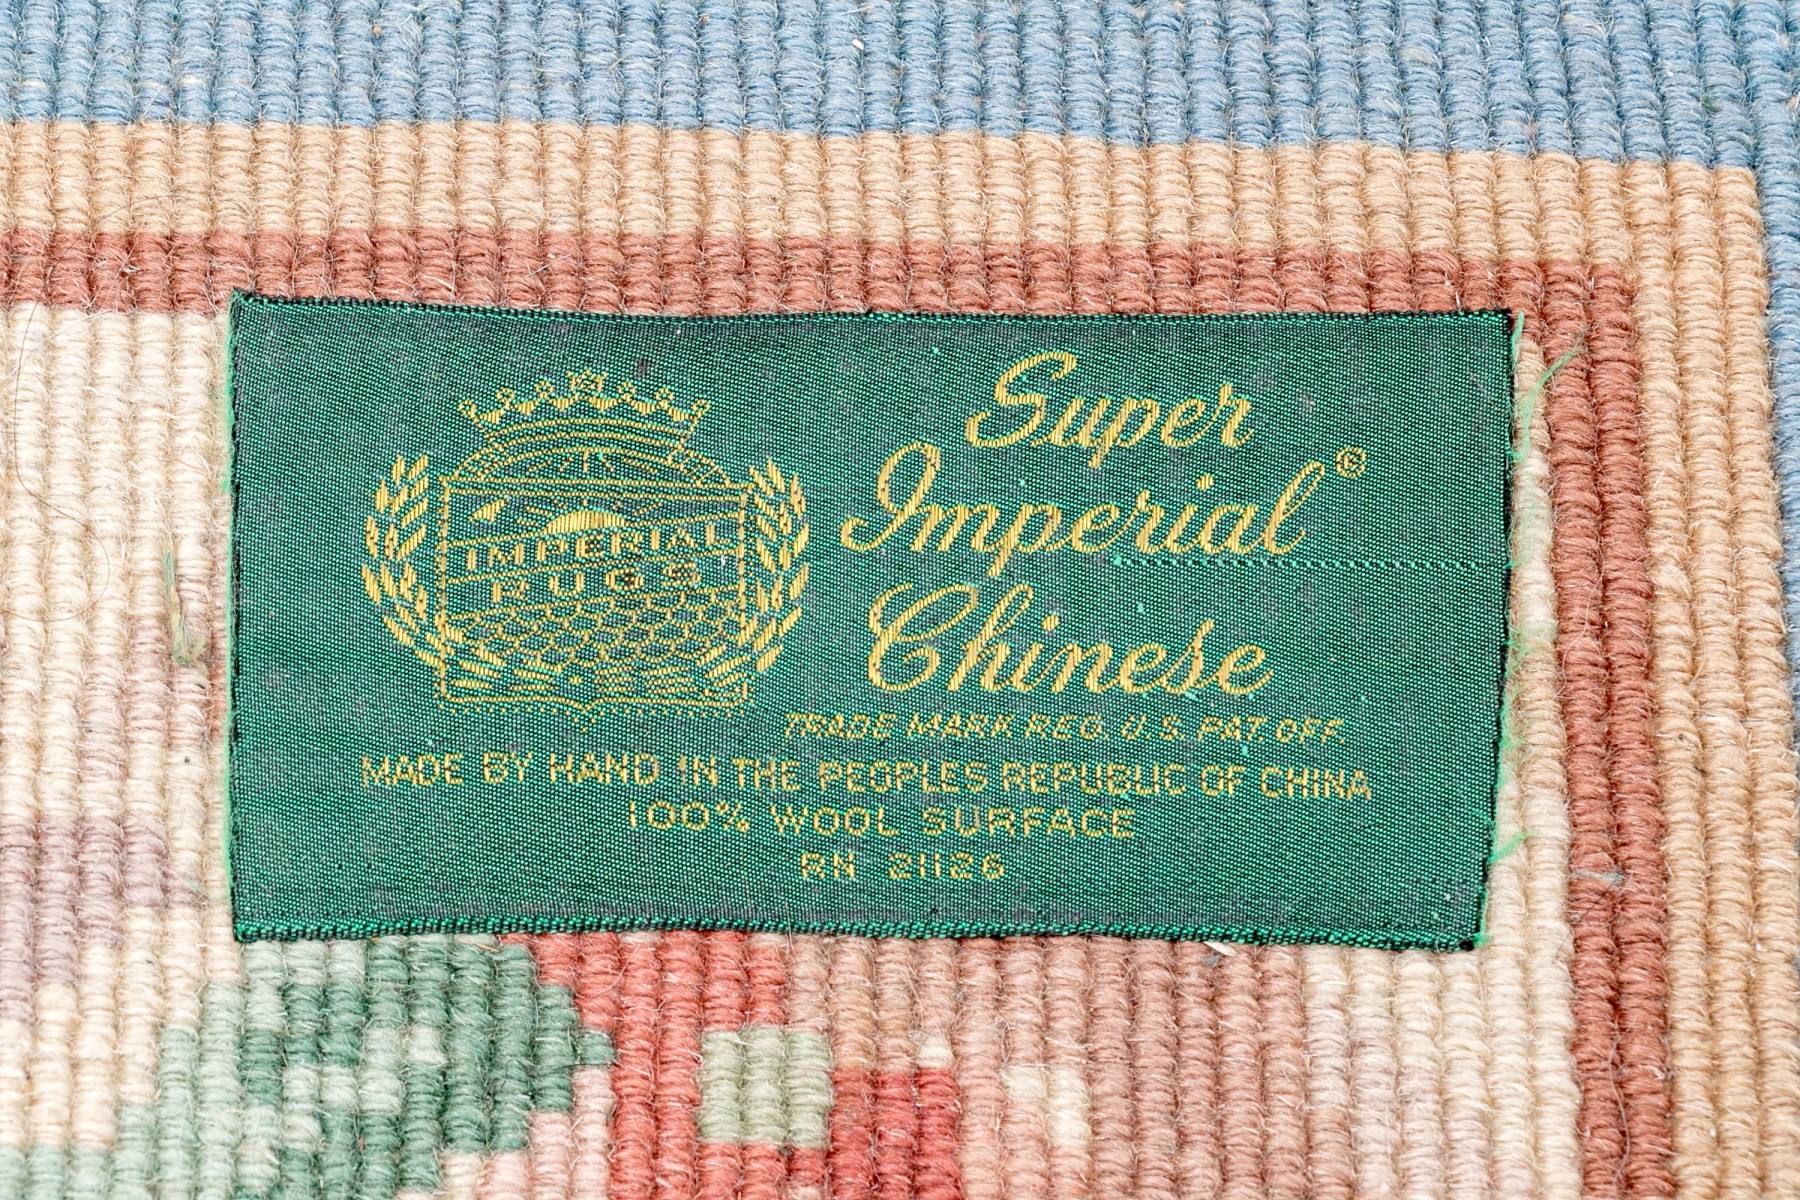 IMPERIAL
RUGS
Super
Imperial®
Chinese
TRADE MARK REG. U.S. PAT. OFF.
MADE BY HAND IN THE PEOPLES REPUBLIC OF CHINA
100% WOOL SURFACE
RN 21126